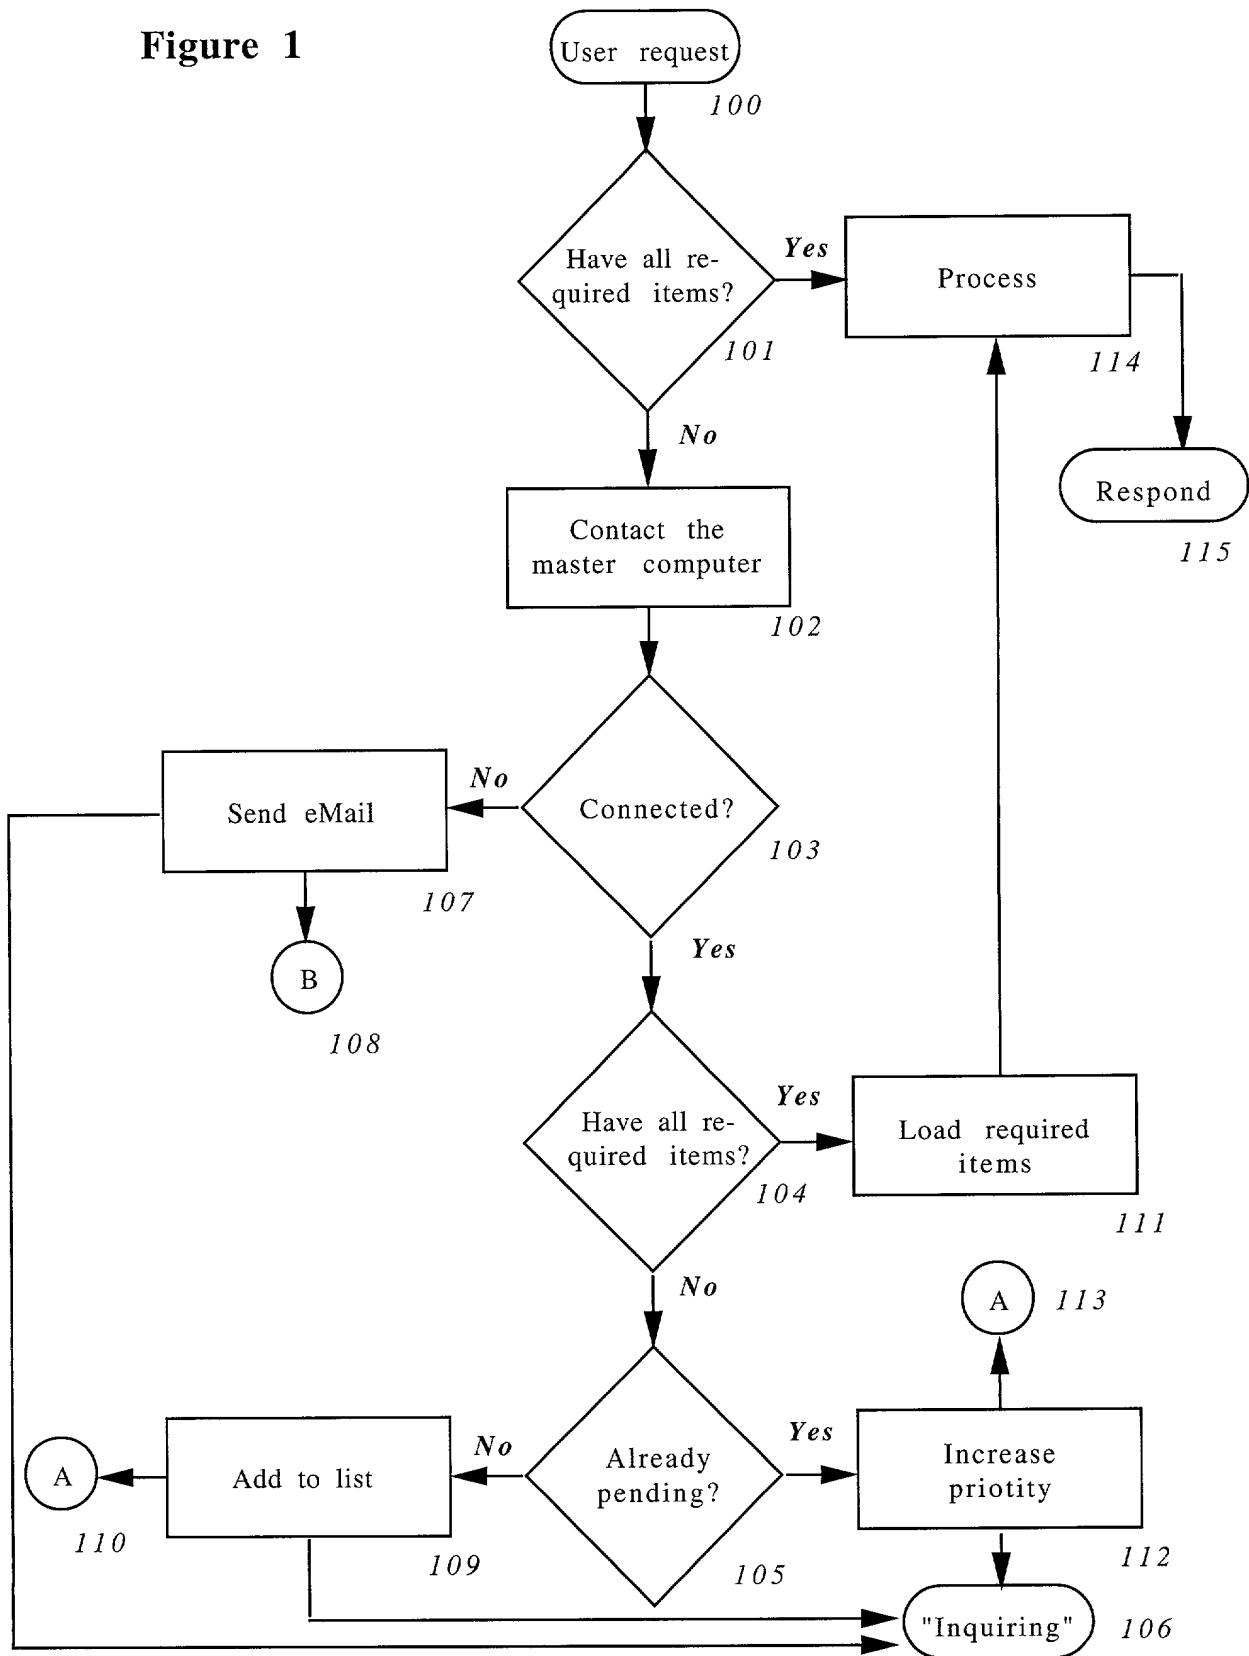 Figure 1
User request
100
Have all re-
quired items?
101
Yes
Process
114
No
Respond
115
Contact the
master computer
102
Connected?
103
No
Send eMail
107
B
108
Yes
Have all re-
quired items?
104
Yes
Load required
items
111
No
A
113
Already
pending?
105
Yes
Increase
priotity
112
No
Add to list
109
A
110
"Inquiring"
106